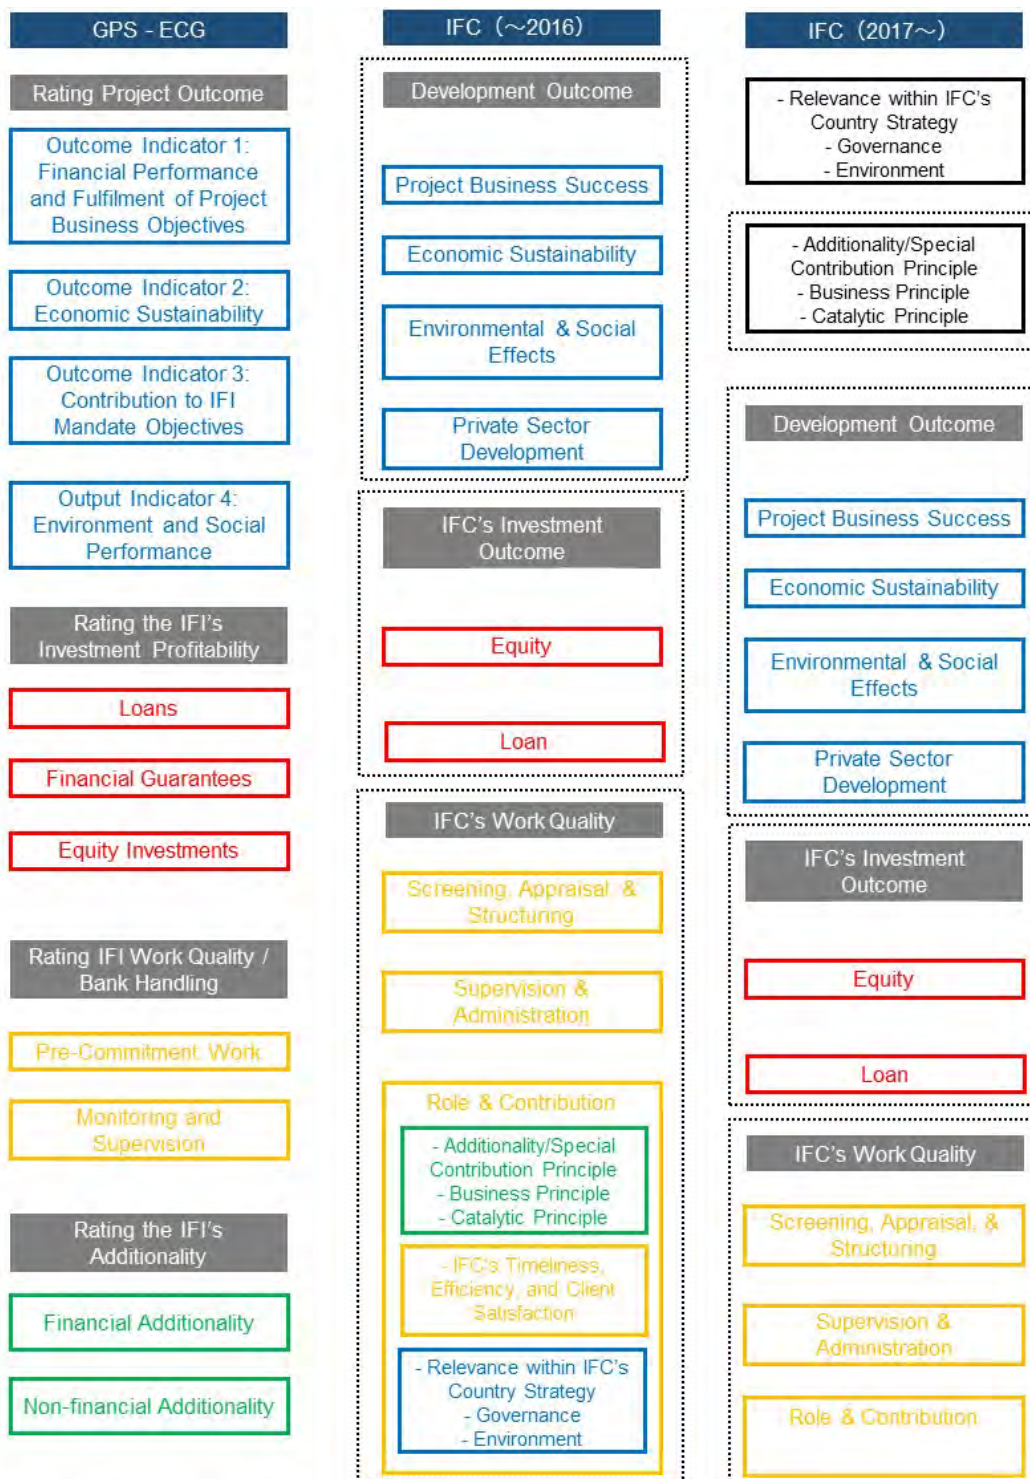 GPS - ECG
Rating Project Outcome
Outcome Indicator 1:
Financial Performance
and Fulfilment of Project
Business Objectives
Outcome Indicator 2:
Economic Sustainability
Outcome Indicator 3:
Contribution to IFI
Mandate Objectives
Output Indicator 4:
Environment and Social
Performance
Rating the IFI's
Investment Profitability
Loans
Financial Guarantees
Equity Investments
Rating IFI Work Quality /
Bank Handling
Pre-Commitment Work
Monitoring and
Supervision
Rating the IFI's
Additionality
Financial Additionality
Non-financial Additionality
IFC（～2016）
Development Outcome
Project Business Success
Economic Sustainability
Environmental & Social
Effects
Private Sector
Development
IFC's Investment
Outcome
Equity
Loan
IFC's Work Quality
Screening, Appraisal &
Structuring
Supervision &
Administration
Role & Contribution
- Additionality/Special
Contribution Principle
- Business Principle
- Catalytic Principle
- IFC's Timeliness,
Efficiency, and Client
Satisfaction
- Relevance within IFC's
Country Strategy
- Governance
- Environment
IFC（2017～）
- Relevance within IFC's
Country Strategy
- Governance
- Environment
- Additionality/Special
Contribution Principle
- Business Principle
- Catalytic Principle
Development Outcome
Project Business Success
Economic Sustainability
Environmental & Social
Effects
Private Sector
Development
IFC's Investment
Outcome
Equity
Loan
IFC's Work Quality
Screening, Appraisal, &
Structuring
Supervision &
Administration
Role & Contribution